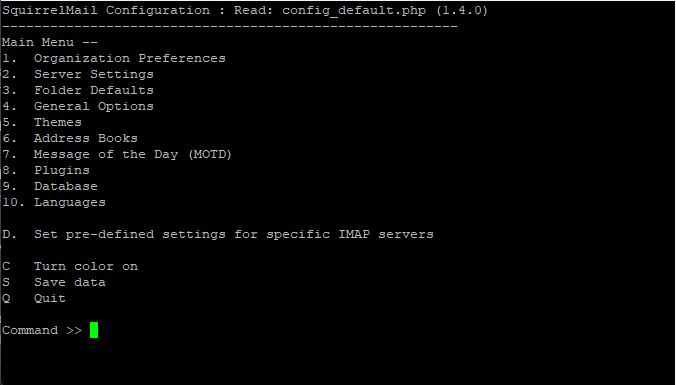 SquirrelMail Configuration : Read: config_default.php (1.4.0)
---------------------------------------------------------
Main Menu --
1.  Organization Preferences
2.  Server Settings
3.  Folder Defaults
4.  General Options
5.  Themes
6.  Address Books
7.  Message of the Day (MOTD)
8.  Plugins
9.  Database
10. Languages
D.  Set pre-defined settings for specific IMAP servers
C   Turn color on
S   Save data
Q   Quit
Command >>